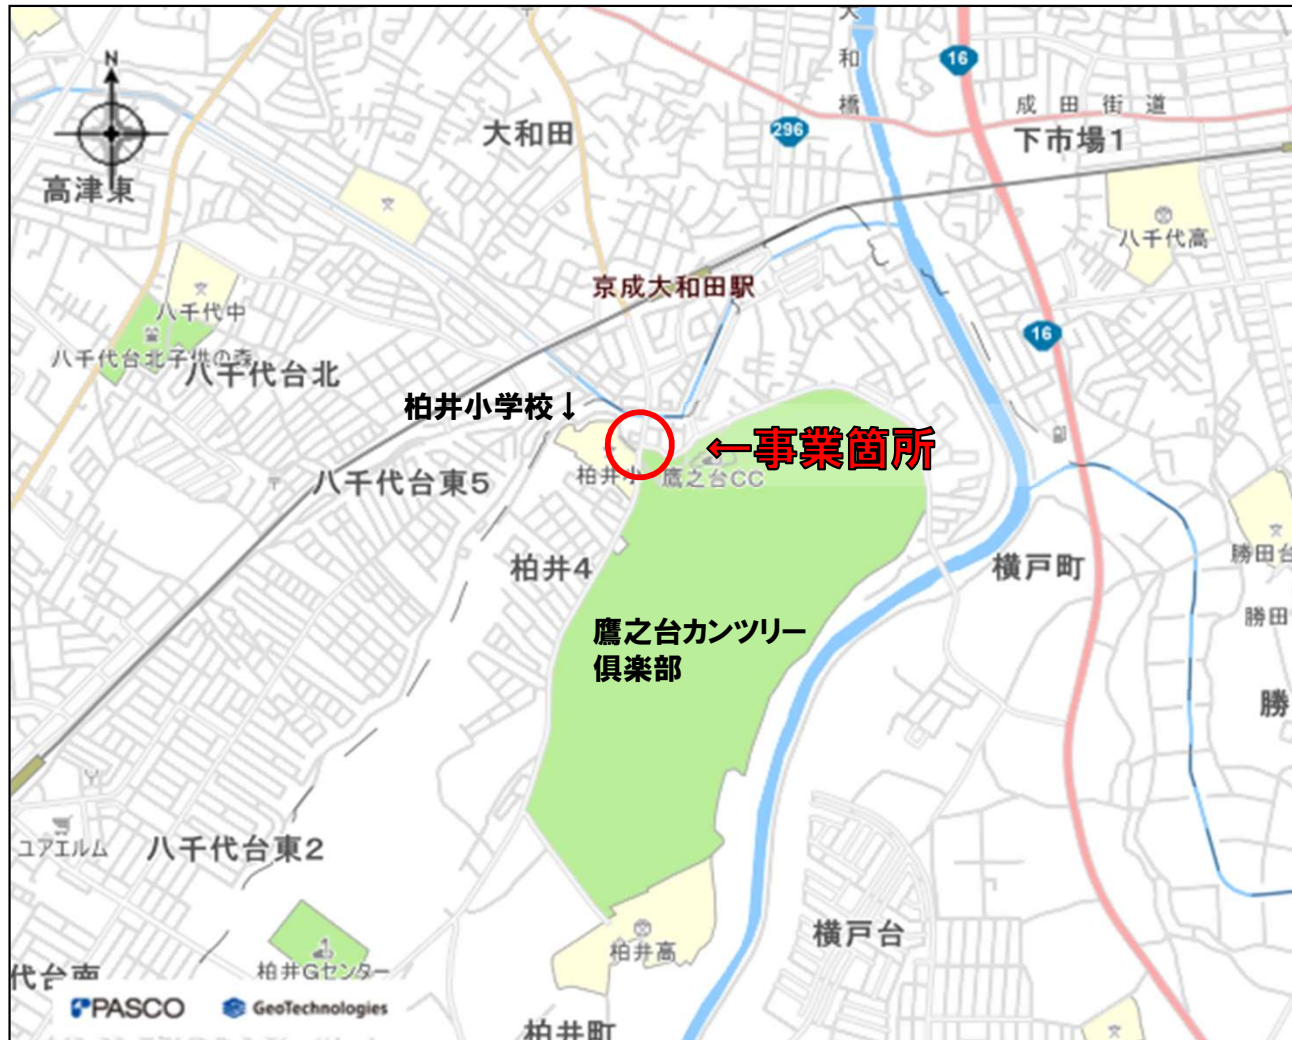 大
和
橋
N
16
成田街道
大和田
296
下市場1
高津東
八千代高
京成大和田駅
八千代中
16
八千代台北子供の森
八千代台北
柏井小学校↓
←事業箇所
柏井小
鷹之台CC
八千代台東5
勝田台
柏井4
横戸町
勝田
鷹之台カンツリー
倶楽部
勝
ユアエルム
八千代台東2
横戸台
柏井高
代台南
柏井Gセンター
PASCO
GeoTechnologies
柏井町